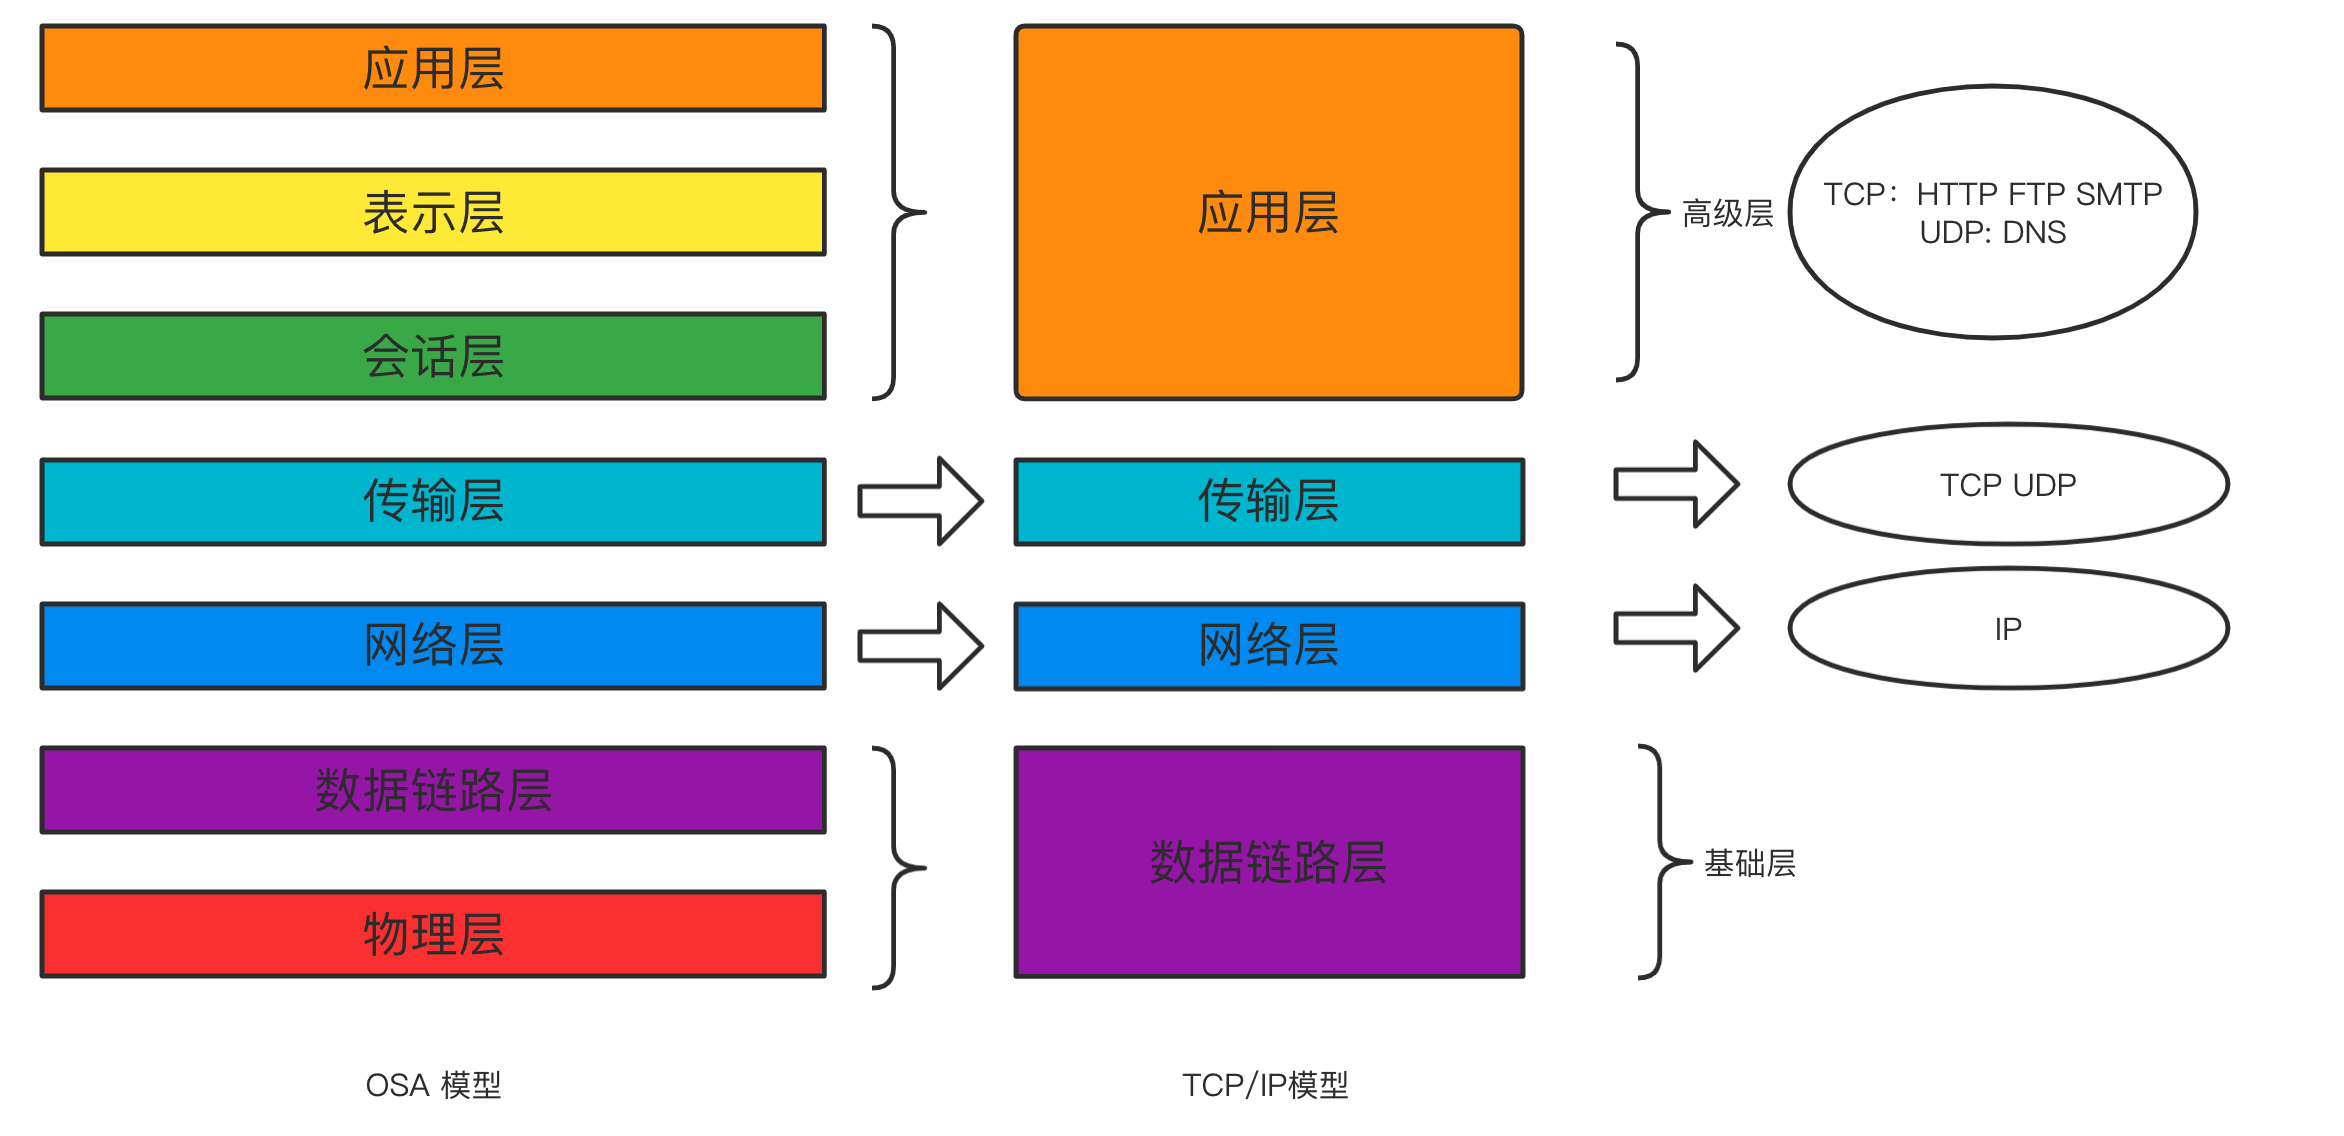 应用层
表示层
会话层
传输层
网络层
数据链路层
物理层
OSA 模型
应用层
传输层
网络层
数据链路层
TCP/IP模型
高级层
TCP：HTTP FTP SMTP
UDP: DNS
TCP UDP
IP
基础层